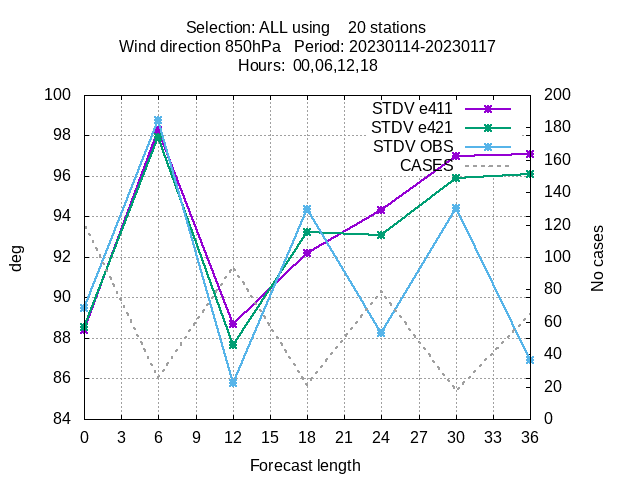 Selection: ALL using    20 stations
Wind direction 850hPa   Period: 20230114-20230117
Hours:  00,06,12,18
STDV e411
STDV e421
STDV OBS
CASES
100
98
96
94
92
90
88
86
84
deg
200
180
160
140
120
100
80
60
40
20
0
No cases
0 3 6 9 12 15 18 21 24 27 30 33 36
Forecast length